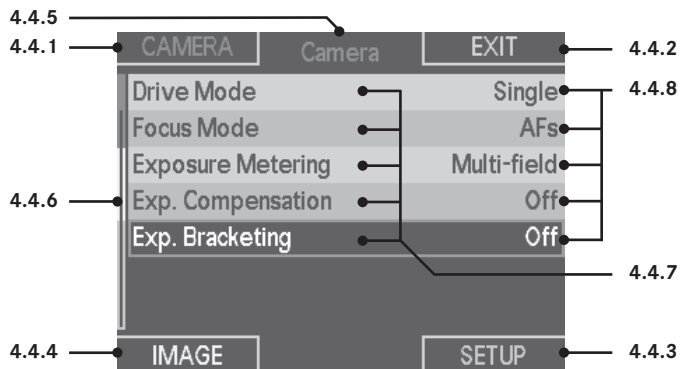 4.4.5
4.4.1 CAMERA Camera EXIT 4.4.2
Drive Mode Single 4.4.8
Focus Mode AFs
Exposure Metering Multi-field
4.4.6 Exp. Compensation Off
Exp. Bracketing Off
4.4.7
4.4.4 IMAGE SETUP 4.4.3